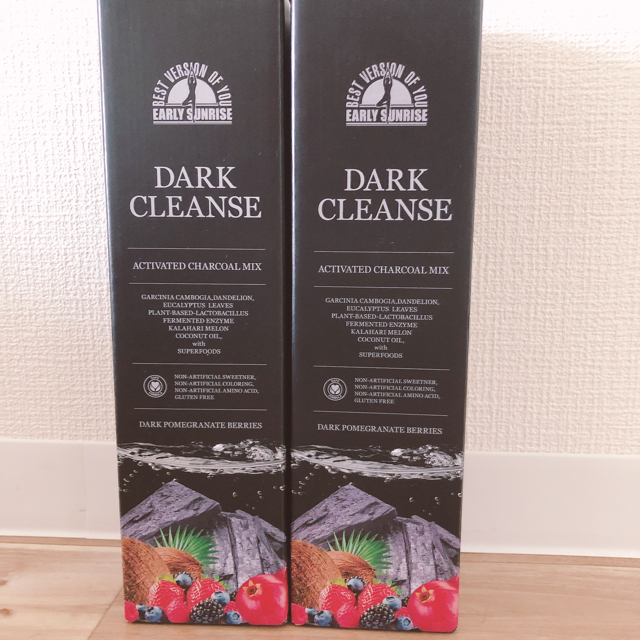 BEST VERSION OF YOU
EARLY SUNRISE
DARK
CLEANSE
ACTIVATED CHARCOAL MIX
GARCINIA CAMBOGIA,DANDELION,
EUCALYPTUS LEAVES
PLANT-BASED-LACTOBACILLUS
FERMENTED ENZYME
KALAHARI MELON
COCONUT OIL,
with
SUPERFOODS
NON-ARTIFICIAL SWEETNER,
NON-ARTIFICIAL COLORING,
NON-ARTIFICIAL AMINO ACID,
GLUTEN FREE
DARK POMEGRANATE BERRIES
BEST VERSION OF YOU
EARLY SUNRISE
DARK
CLEANSE
ACTIVATED CHARCOAL MIX
GARCINIA CAMBOGIA,DANDELION,
EUCALYPTUS LEAVES
PLANT-BASED-LACTOBACILLUS
FERMENTED ENZYME
KALAHARI MELON
COCONUT OIL,
with
SUPERFOODS
NON-ARTIFICIAL SWEETNER,
NON-ARTIFICIAL COLORING,
NON-ARTIFICIAL AMINO ACID,
GLUTEN FREE
DARK POMEGRANATE BERRIES